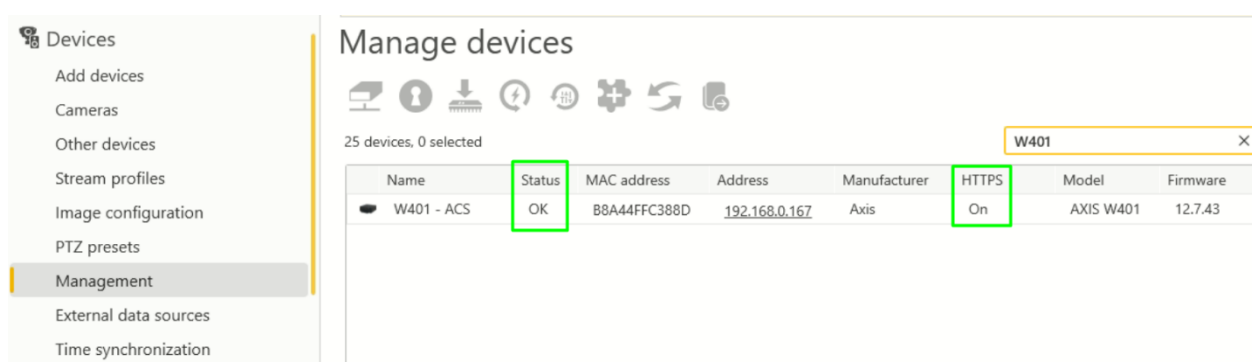 Devices
Add devices
Cameras
Other devices
Stream profiles
Image configuration
PTZ presets
Management
External data sources
Time synchronization
Manage devices
25 devices, 0 selected
W401
Name Status MAC address Address Manufacturer HTTPS Model Firmware
W401 - ACS OK B8A44FFC388D 192.168.0.167 Axis On AXIS W401 12.7.43